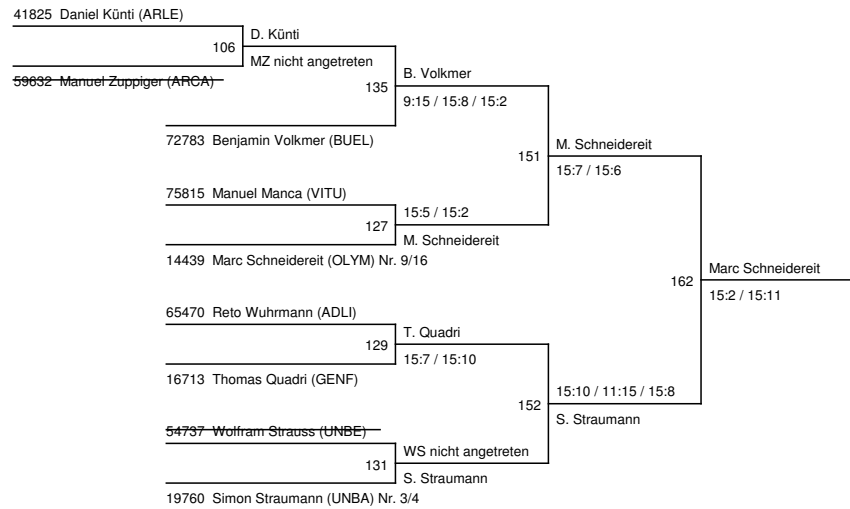 41825 Daniel Künti (ARLE)
D. Künti
106
MZ nicht angetreten
59632 Manuel Zuppiger (ARCA)
B. Volkmer
135
9:15 / 15:8 / 15:2
72783 Benjamin Volkmer (BUEL)
M. Schneidereit
151
15:7 / 15:6
75815 Manuel Manca (VITU)
15:5 / 15:2
127
M. Schneidereit
14439 Marc Schneidereit (OLYM) Nr. 9/16
Marc Schneidereit
162
15:2 / 15:11
65470 Reto Wuhrmann (ADLI)
T. Quadri
129
15:7 / 15:10
16713 Thomas Quadri (GENF)
15:10 / 11:15 / 15:8
152
S. Straumann
54737 Wolfram Strauss (UNBE)
WS nicht angetreten
131
S. Straumann
19760 Simon Straumann (UNBA) Nr. 3/4